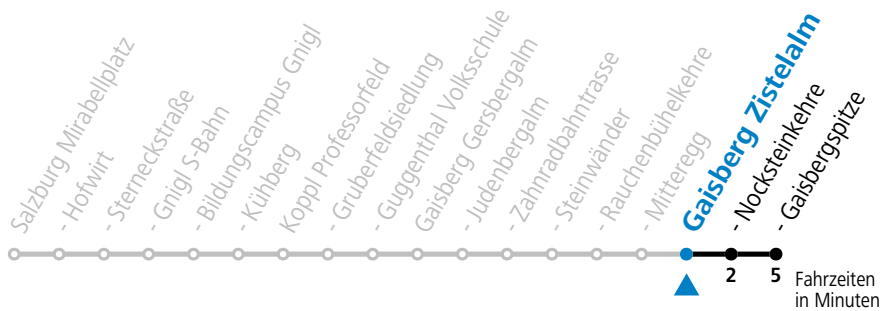 Salzburg Mirabellplatz
- Hofwirt
- Sterneckstraße
- Gnigl S-Bahn
- Bildungscampus Gnigl
- Kühberg
Koppl Professorfeld
- Gruberfeldsiedlung
- Guggenthal Volksschule
Gaisberg Gersbergalm
- Judenbergalm
- Zahnradbahntrasse
- Steinwänder
- Rauchenbühelkehre
- Mitteregg
Gaisberg Zistelalm
- Nocksteinkehre
- Gaisbergspitze
2 5 Fahrzeiten
in Minuten